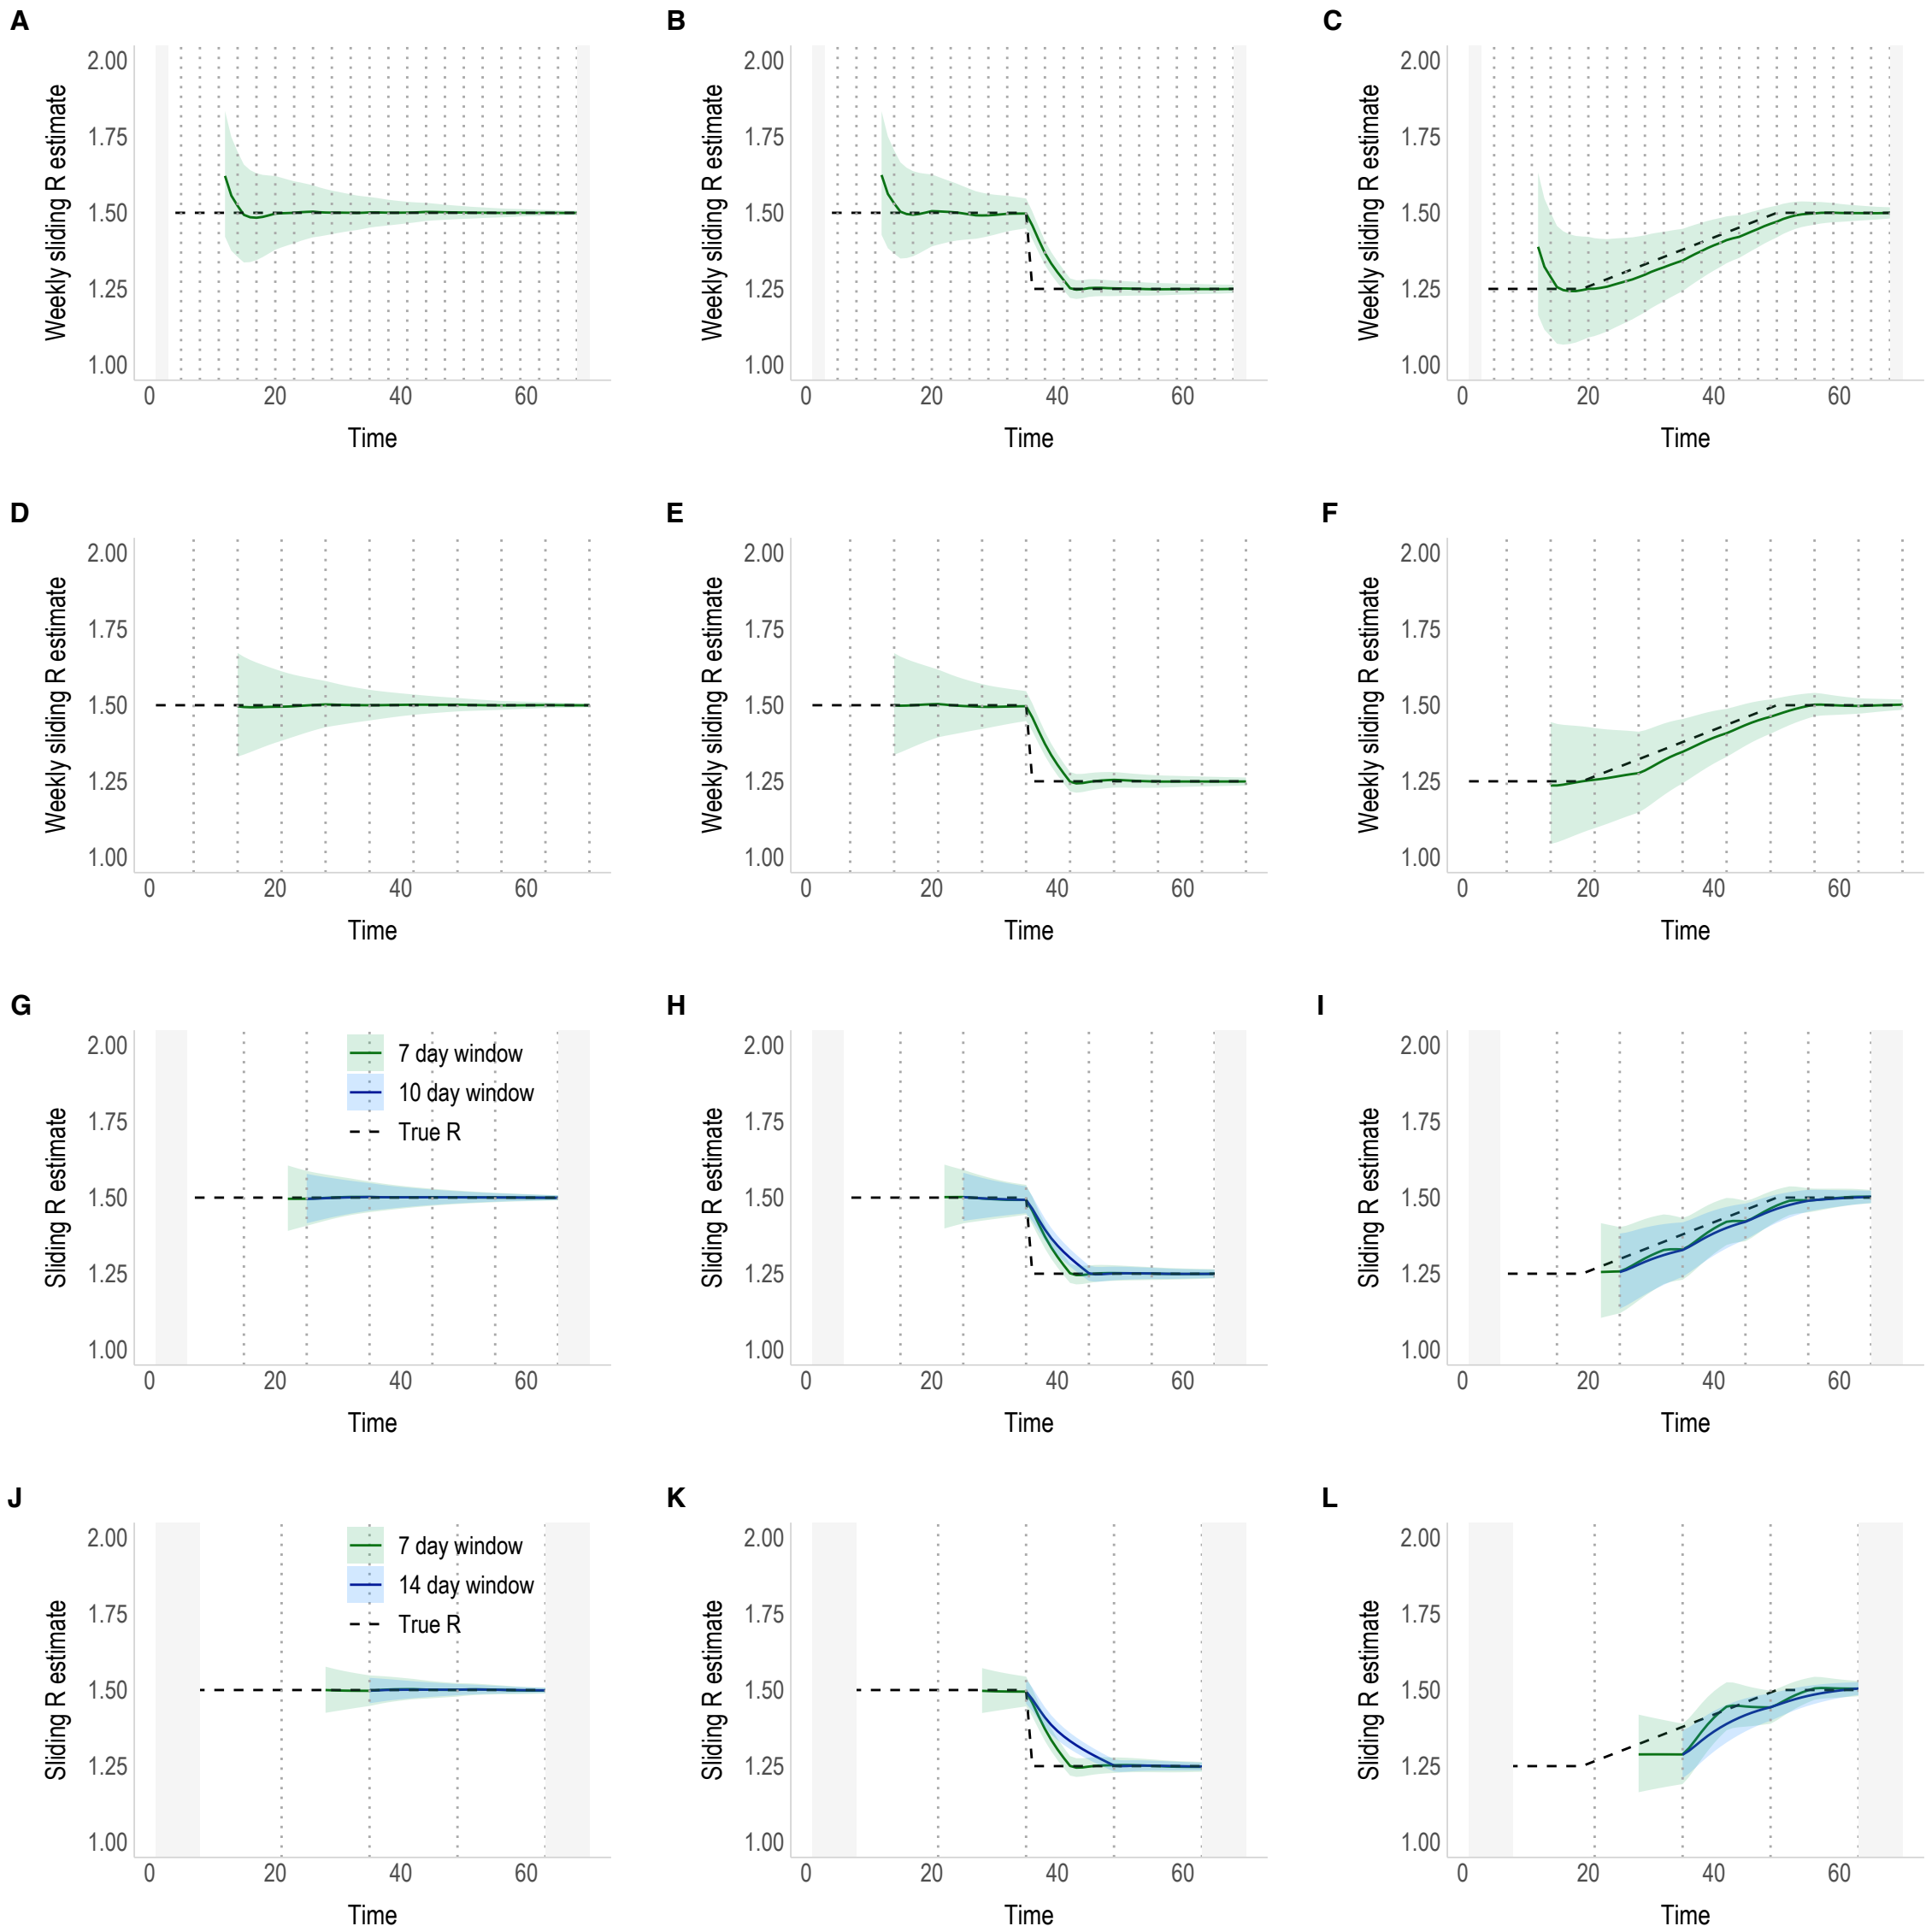 A
Weekly sliding R estimate
2.00
1.75
1.50
1.25
1.00
0 20 40 60
Time
B
Weekly sliding R estimate
2.00
1.75
1.50
1.25
1.00
0 20 40 60
Time
C
Weekly sliding R estimate
2.00
1.75
1.50
1.25
1.00
0 20 40 60
Time
D
Weekly sliding R estimate
2.00
1.75
1.50
1.25
1.00
0 20 40 60
Time
E
Weekly sliding R estimate
2.00
1.75
1.50
1.25
1.00
0 20 40 60
Time
F
Weekly sliding R estimate
2.00
1.75
1.50
1.25
1.00
0 20 40 60
Time
G
Sliding R estimate
2.00
1.75
1.50
1.25
1.00
7 day window
10 day window
True R
0 20 40 60
Time
H
Sliding R estimate
2.00
1.75
1.50
1.25
1.00
0 20 40 60
Time
I
Sliding R estimate
2.00
1.75
1.50
1.25
1.00
0 20 40 60
Time
J
Sliding R estimate
2.00
1.75
1.50
1.25
1.00
7 day window
14 day window
True R
0 20 40 60
Time
K
Sliding R estimate
2.00
1.75
1.50
1.25
1.00
0 20 40 60
Time
L
Sliding R estimate
2.00
1.75
1.50
1.25
1.00
0 20 40 60
Time